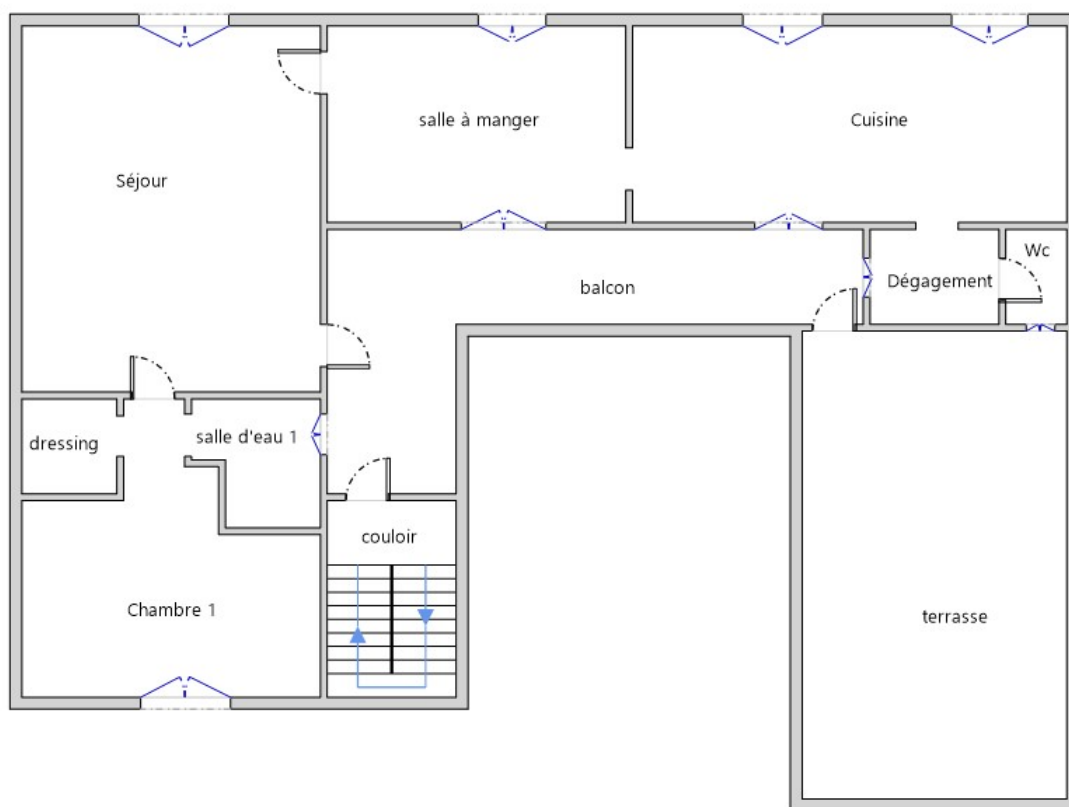 salle à manger
Cuisine
Séjour
Wc
Dégagement
balcon
salle d'eau 1
dressing
couloir
Chambre 1
terrasse